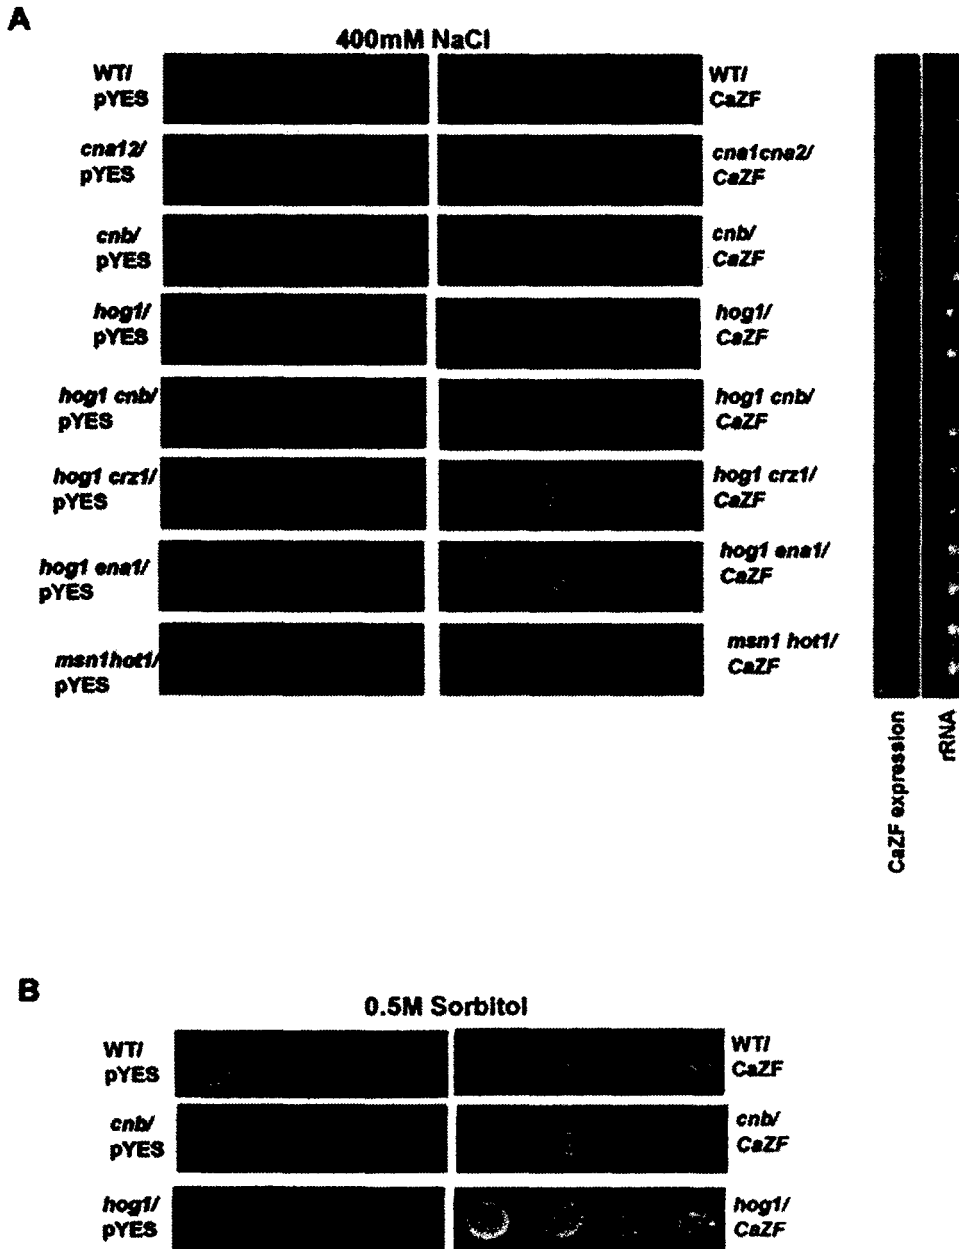 A
400mM NaCl
WT/
pYES
WT/
CaZF
cna12/
pYES
cna1cna2/
CaZF
cnb/
pYES
cnb/
CaZF
hog1/
pYES
hog1/
CaZF
hog1 cnb/
pYES
hog1 cnb/
CaZF
hog1 crz1/
pYES
hog1 crz1/
CaZF
hog1 ena1/
pYES
hog1 ena1/
CaZF
msn1hot1/
pYES
msn1 hot1/
CaZF
CaZF expression
rRNA
B
0.5M Sorbitol
WT/
pYES
WT/
CaZF
cnb/
pYES
cnb/
CaZF
hog1/
pYES
hog1/
CaZF